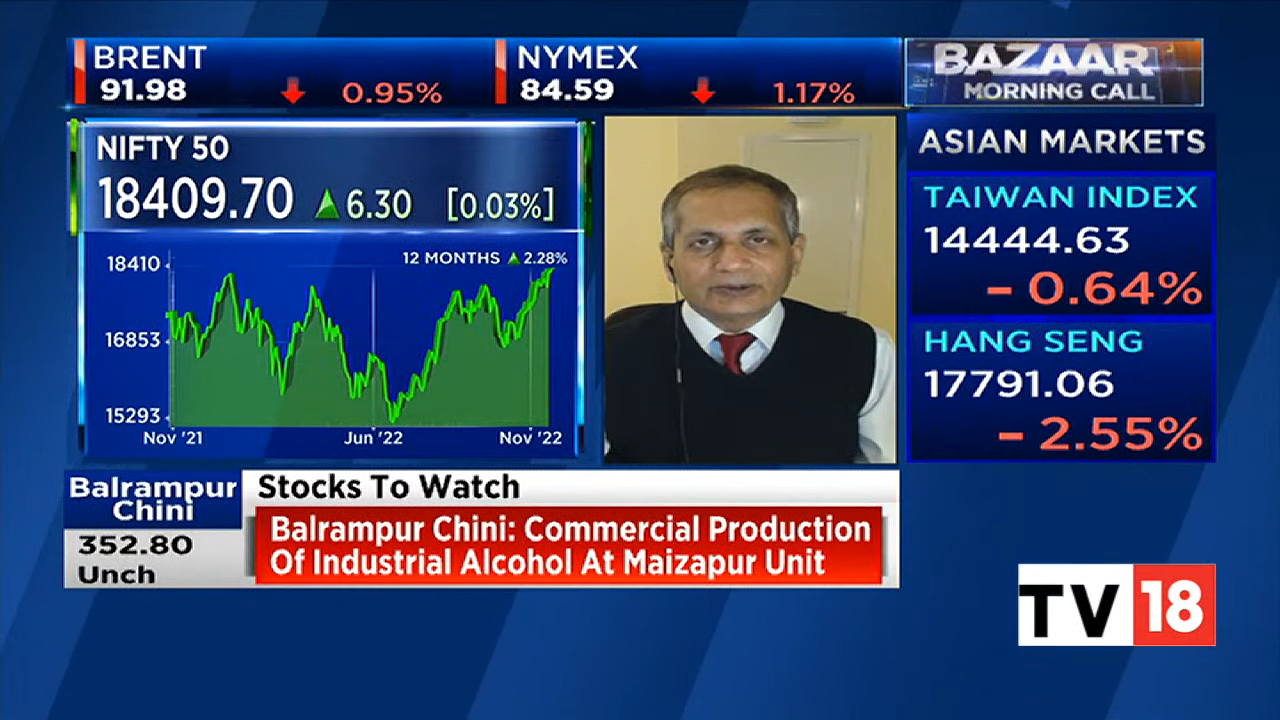 BRENT
91.98 0.95%
NYMEX
84.59 1.17%
BAZAAR
MORNING CALL
NIFTY 50
18409.70 6.30 [0.03%]
12 MONTHS 2.28%
18410
16853
15293
Nov '21 Jun '22 Nov '22
ASIAN MARKETS
TAIWAN INDEX
14444.63
- 0.64%
HANG SENG
17791.06
- 2.55%
Balrampur
Chini
352.80
Unch
Stocks To Watch
Balrampur Chini: Commercial Production
Of Industrial Alcohol At Maizapur Unit
TV 18